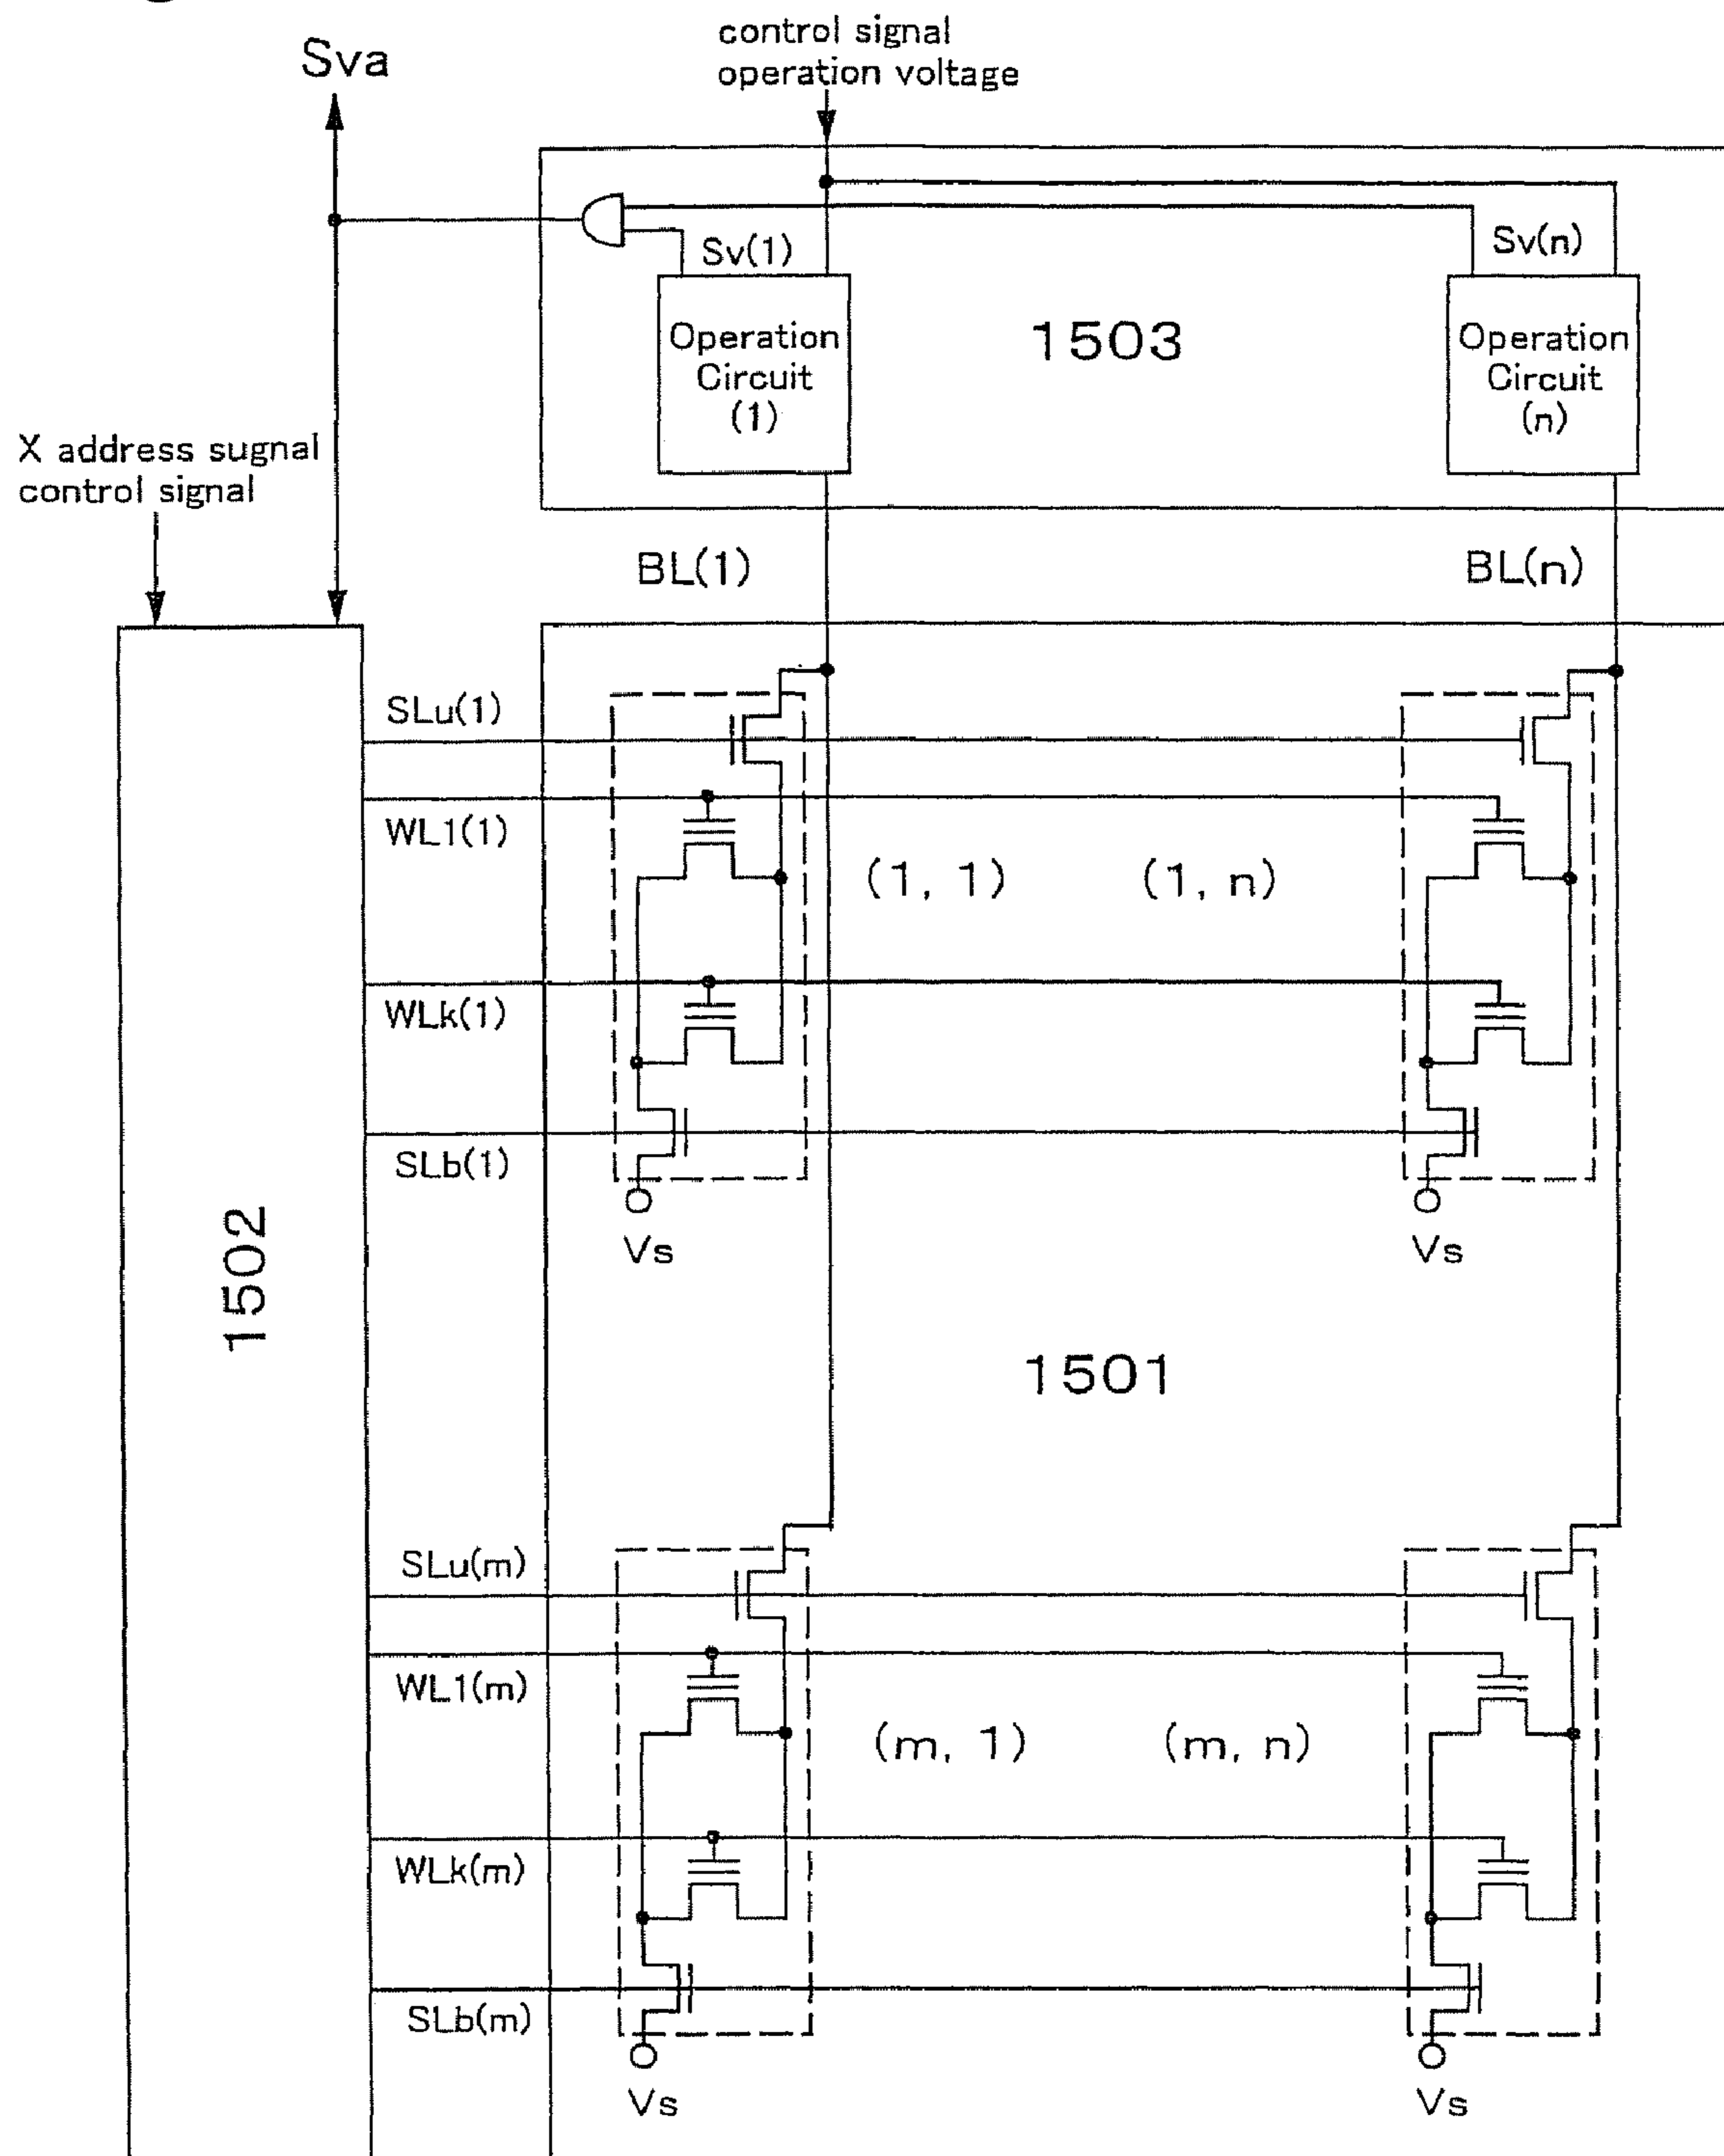 Sva
control signal
operation voltage
Sv(1)
Sv(n)
Operation
Circuit
(1)
1503
Operation
Circuit
(n)
X address sugnal
control signal
BL(1)
BL(n)
SLu(1)
WL1(1)
(1, 1)
(1, n)
WLk(1)
SLb(1)
Vs
Vs
1502
1501
SLu(m)
WL1(m)
(m, 1)
(m, n)
WLk(m)
SLb(m)
Vs
Vs